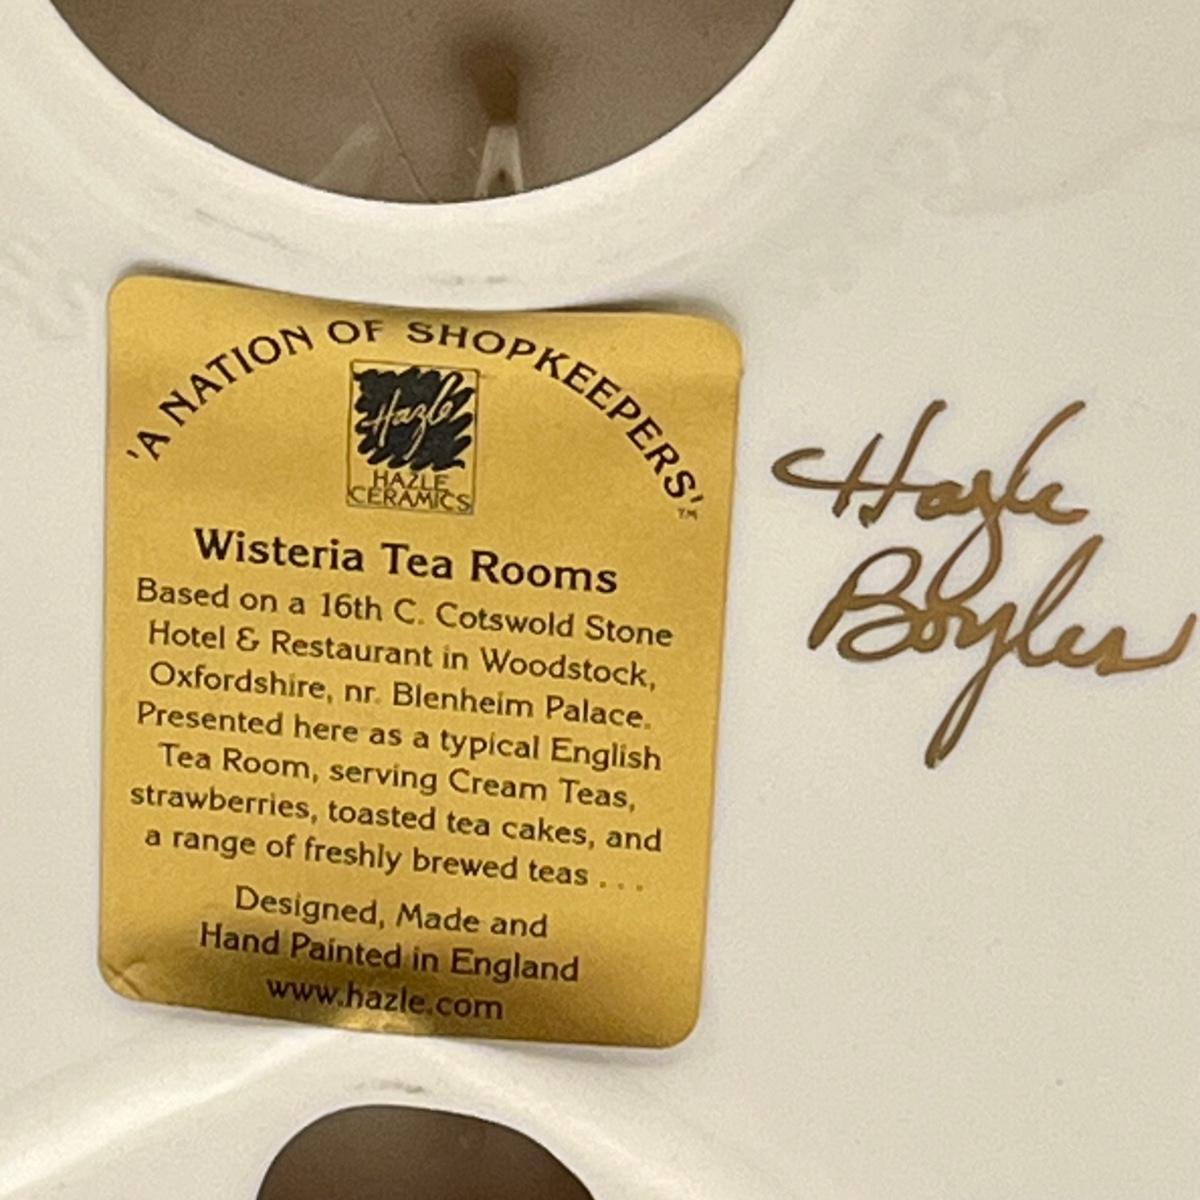 'A NATION OF SHOPKEEPERS'™
Hazle
HAZLE
CERAMICS
Wisteria Tea Rooms
Based on a 16th C. Cotswold Stone
Hotel & Restaurant in Woodstock,
Oxfordshire, nr. Blenheim Palace.
Presented here as a typical English
Tea Room, serving Cream Teas,
strawberries, toasted tea cakes, and
a range of freshly brewed teas . . .
Designed, Made and
Hand Painted in England
www.hazle.com
Hazle
Boyles